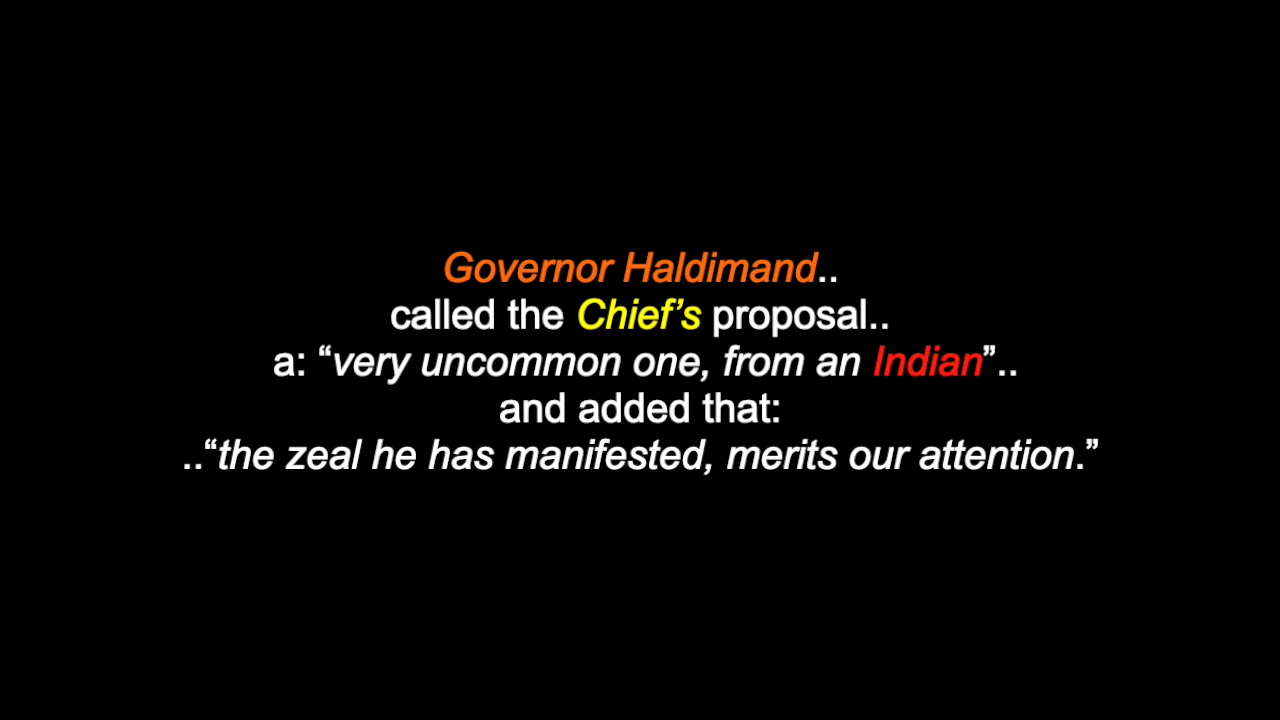 Governor Haldimand..
called the Chief’s proposal..
a: “very uncommon one, from an Indian”..
and added that:
..“the zeal he has manifested, merits our attention.”